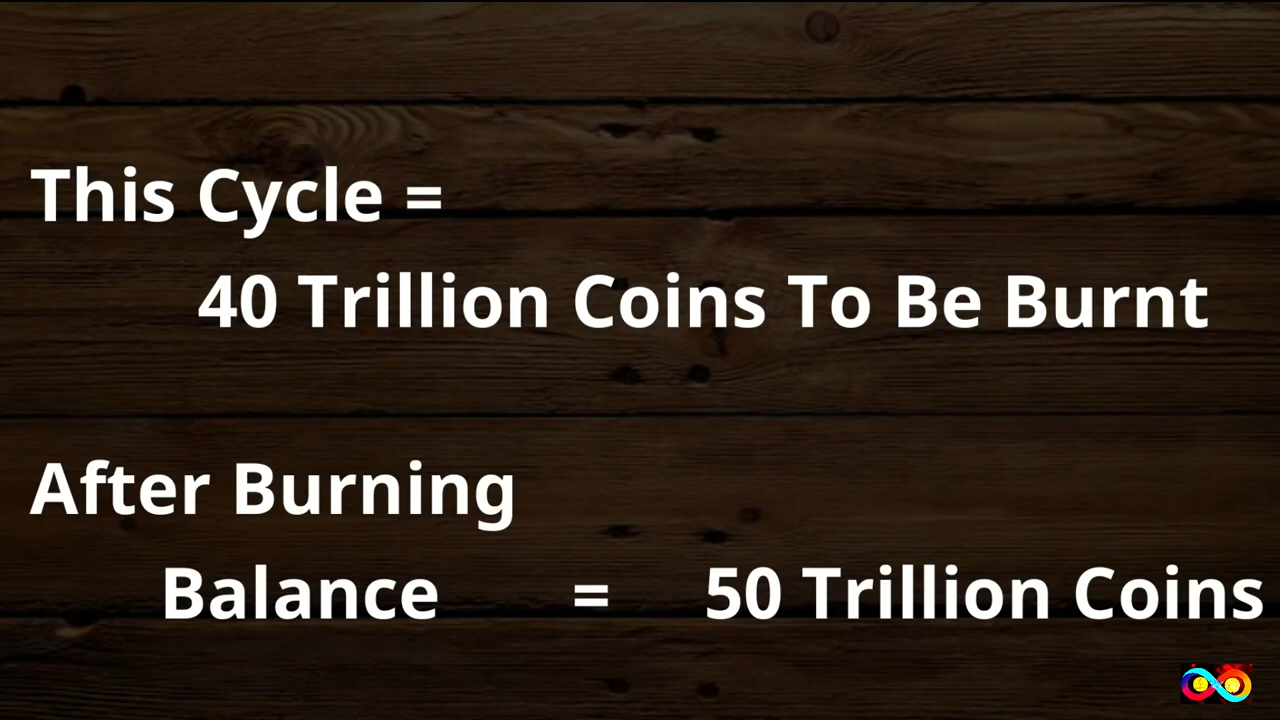 This Cycle =
40 Trillion Coins To Be Burnt
After Burning
Balance = 50 Trillion Coins